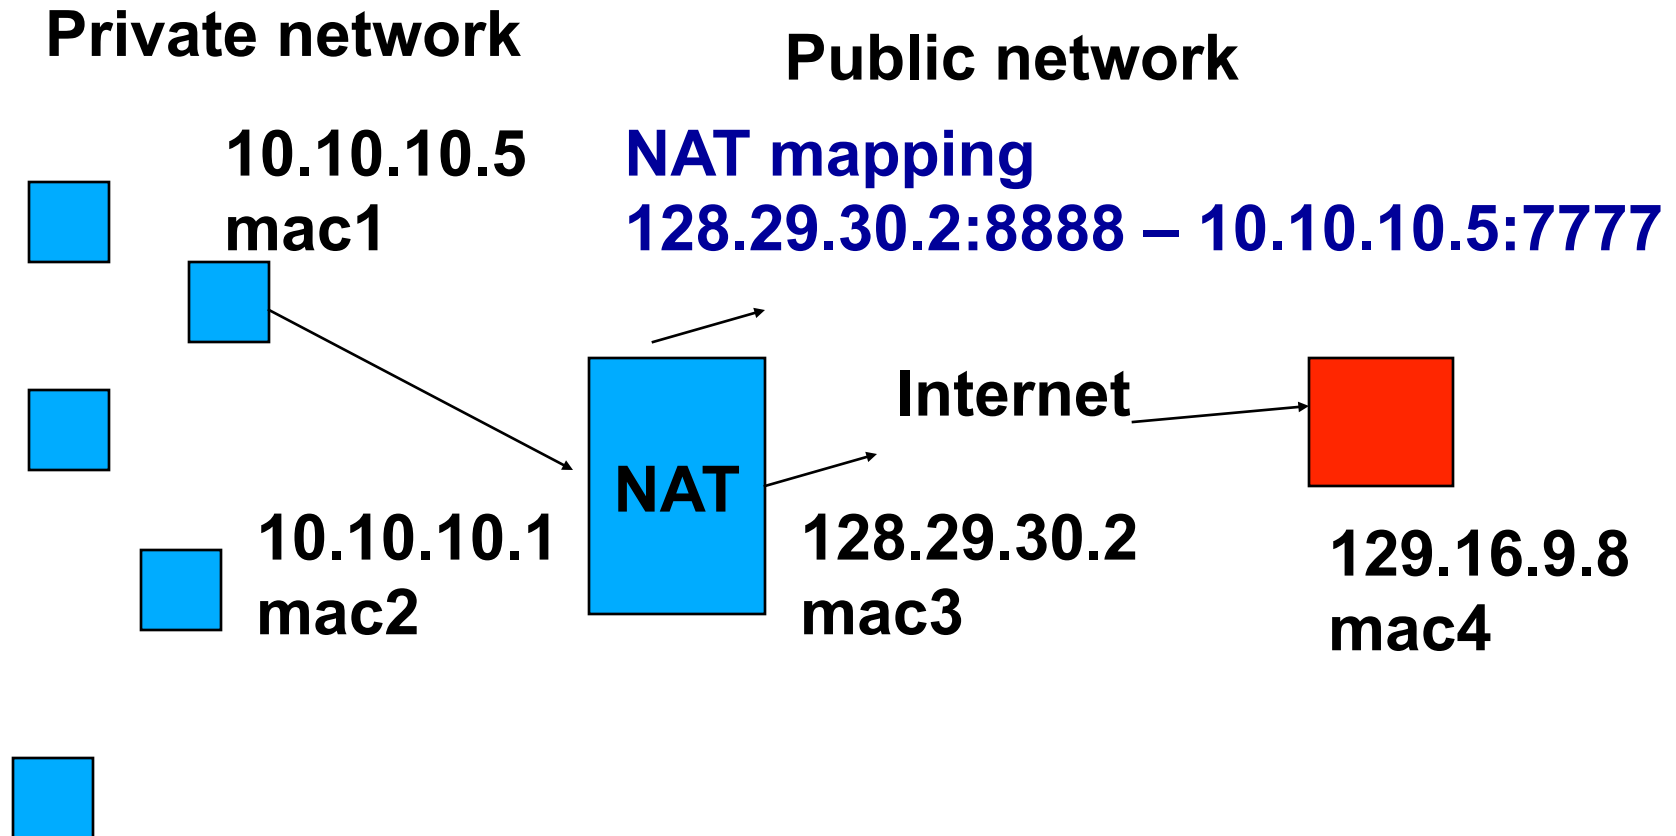 Private network
Public network
10.10.10.5
mac1
NAT mapping
128.29.30.2:8888 – 10.10.10.5:7777
Internet
NAT
10.10.10.1
mac2
128.29.30.2
mac3
129.16.9.8
mac4